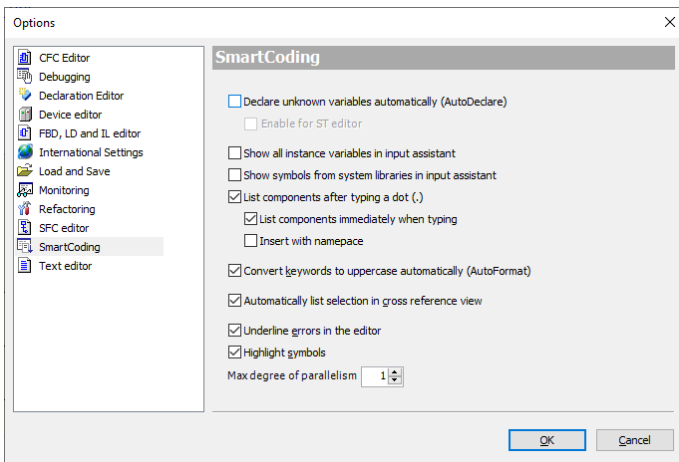 Options
CFC Editor
Debugging
Declaration Editor
Device editor
FBD, LD and IL editor
International Settings
Load and Save
Monitoring
Refactoring
SFC editor
SmartCoding
Text editor
SmartCoding
Declare unknown variables automatically (AutoDeclare)
Enable for ST editor
Show all instance variables in input assistant
Show symbols from system libraries in input assistant
List components after typing a dot (.)
List components immediately when typing
Insert with namepace
Convert keywords to uppercase automatically (AutoFormat)
Automatically list selection in cross reference view
Underline errors in the editor
Highlight symbols
Max degree of parallelism 1
OK Cancel